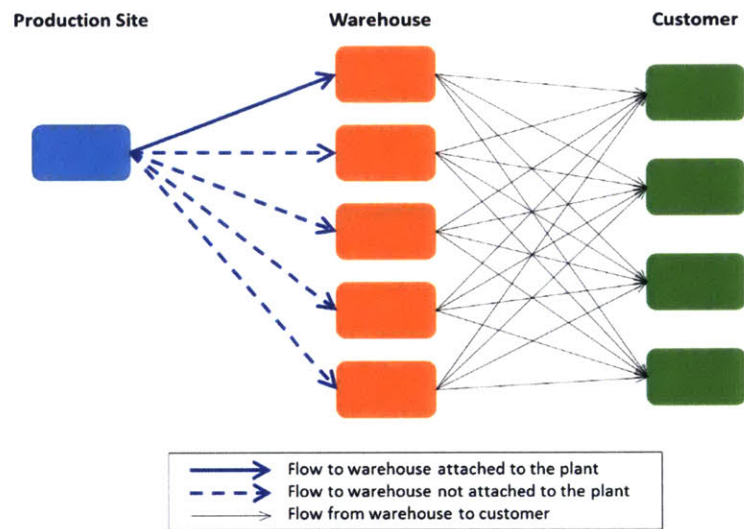 Production Site
Warehouse
Customer
Flow to warehouse attached to the plant
Flow to warehouse not attached to the plant
Flow from warehouse to customer